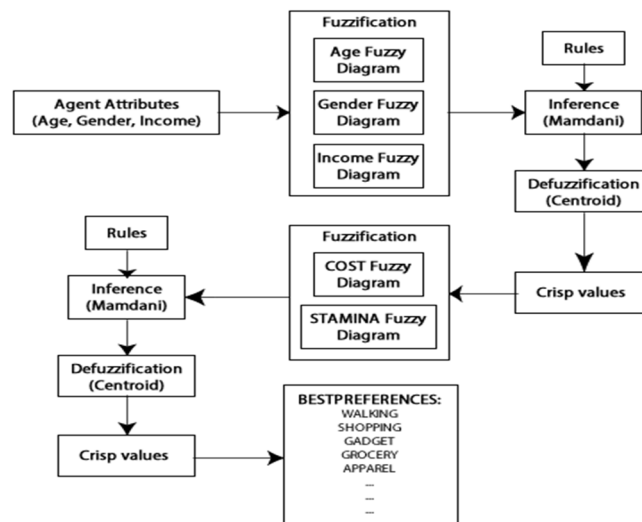 Fuzzification
Age Fuzzy
Diagram
Gender Fuzzy
Diagram
Income Fuzzy
Diagram
Agent Attributes
(Age, Gender, Income)
Rules
Inference
(Mamdani)
Defuzzification
(Centroid)
Crisp values
Fuzzification
COST Fuzzy
Diagram
STAMINA Fuzzy
Diagram
Rules
Inference
(Mamdani)
Defuzzification
(Centroid)
Crisp values
BESTPREFERENCES:
WALKING
SHOPPING
GADGET
GROCERY
APPAREL
...
...
...